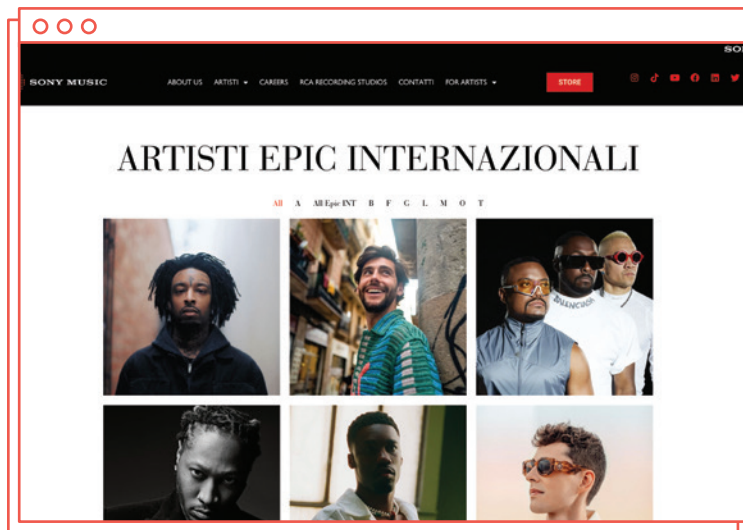 SONY MUSIC ABOUT US ARTISTI CAREERS RCA RECORDING STUDIOS CONTATTI FOR ARTISTS STORE
ARTISTI EPIC INTERNAZIONALI
All A All Epic INT B F G L M O T